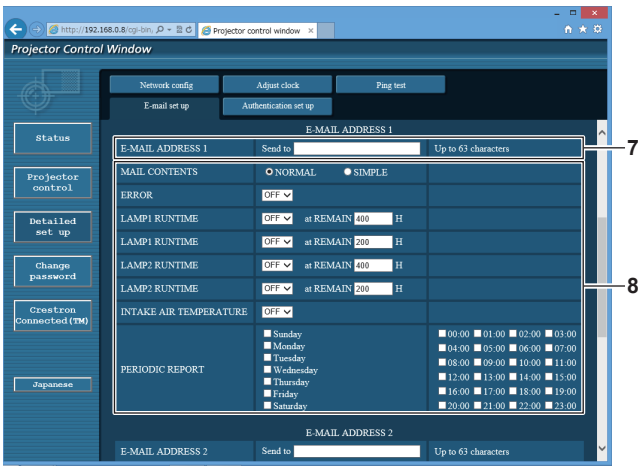 http://192.168.0.8/cgi-bin,
Projector control window
Projector Control Window
Network config
Adjust clock
Ping test
E-mail set up
Authentication set up
Status
Projector control
Detailed set up
Change password
Crestron Connected(TM)
Japanese
E-MAIL ADDRESS 1
E-MAIL ADDRESS 1 Send to Up to 63 characters
7
MAIL CONTENTS NORMAL SIMPLE
ERROR OFF
LAMP1 RUNTIME OFF at REMAIN 400 H
LAMP1 RUNTIME OFF at REMAIN 200 H
LAMP2 RUNTIME OFF at REMAIN 400 H
LAMP2 RUNTIME OFF at REMAIN 200 H
8
INTAKE AIR TEMPERATURE OFF
PERIODIC REPORT
Sunday
Monday
Tuesday
Wednesday
Thursday
Friday
Saturday
00:00 01:00 02:00 03:00
04:00 05:00 06:00 07:00
08:00 09:00 10:00 11:00
12:00 13:00 14:00 15:00
16:00 17:00 18:00 19:00
20:00 21:00 22:00 23:00
E-MAIL ADDRESS 2
E-MAIL ADDRESS 2 Send to Up to 63 characters